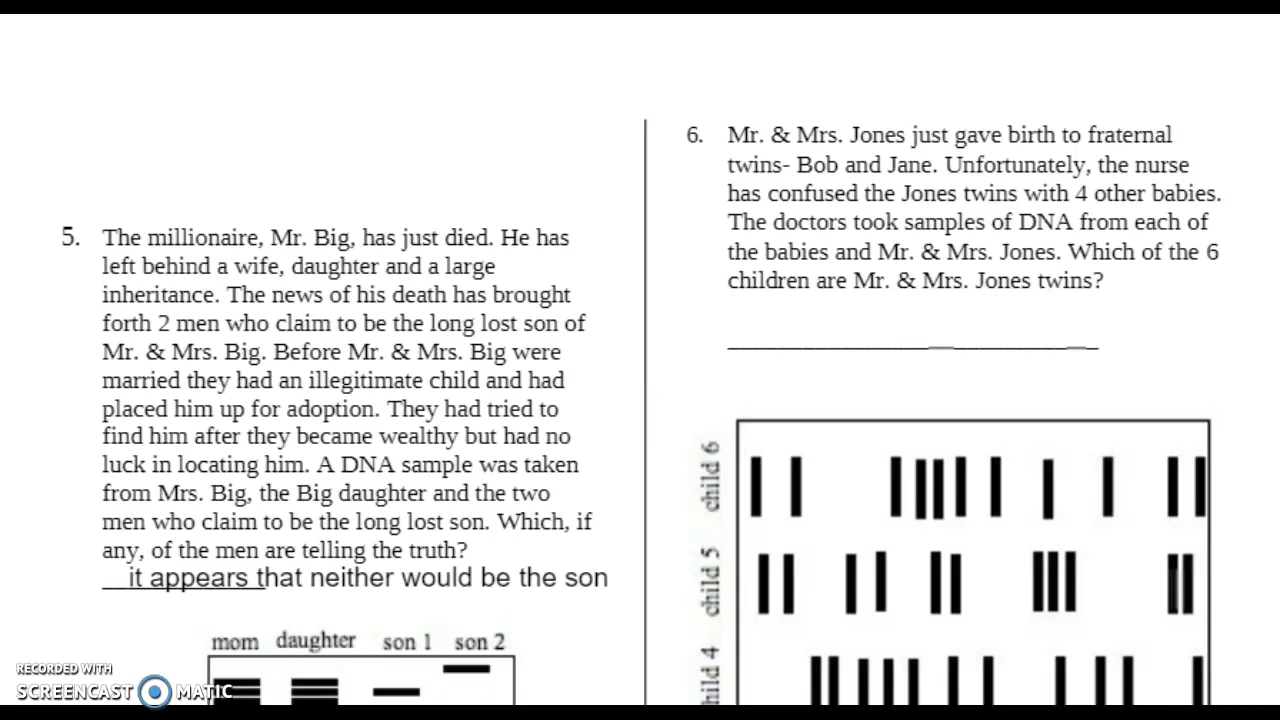 5. The millionaire, Mr. Big, has just died. He has
left behind a wife, daughter and a large
inheritance. The news of his death has brought
forth 2 men who claim to be the long lost son of
Mr. & Mrs. Big. Before Mr. & Mrs. Big were
married they had an illegitimate child and had
placed him up for adoption. They had tried to
find him after they became wealthy but had no
luck in locating him. A DNA sample was taken
from Mrs. Big, the Big daughter and the two
men who claim to be the long lost son. Which, if
any, of the men are telling the truth?
__it appears that neither would be the son
mom daughter son 1 son 2
6. Mr. & Mrs. Jones just gave birth to fraternal
twins- Bob and Jane. Unfortunately, the nurse
has confused the Jones twins with 4 other babies.
The doctors took samples of DNA from each of
the babies and Mr. & Mrs. Jones. Which of the 6
children are Mr. & Mrs. Jones twins?
child 6
child 5
hild 4
RECORDED WITH
SCREENCAST MATIC